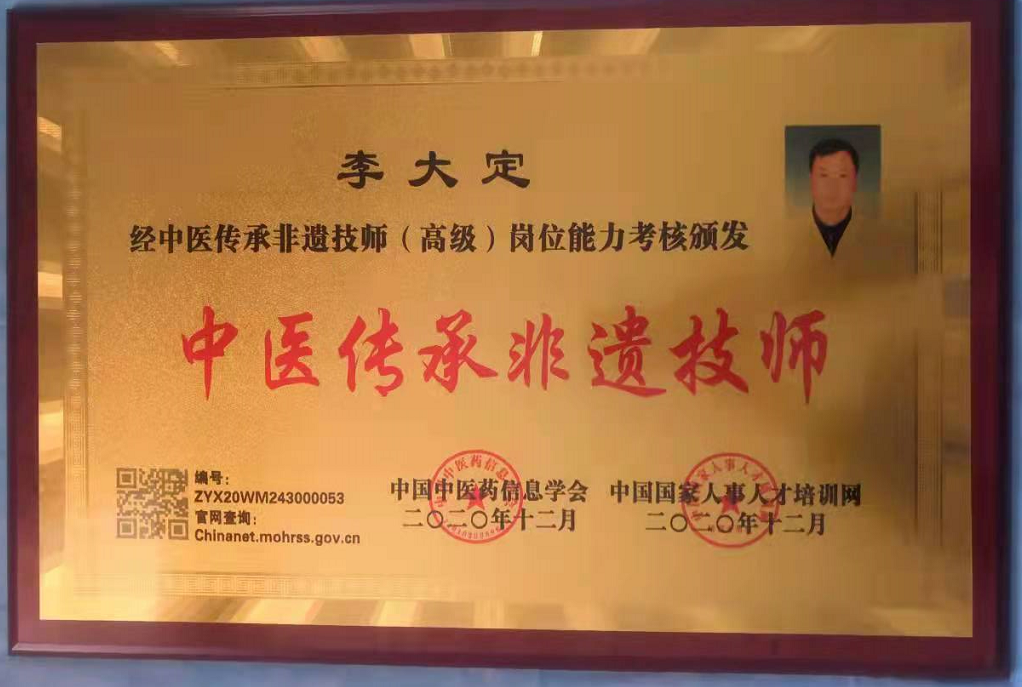 李大定
经中医传承非遗技师（高级）岗位能力考核颁发
中医传承非遗技师
编号：
ZYX20WM243000053
官网查询：
Chinanet.mohrss.gov.cn
中国中医药信息学会
二〇二〇年十二月
中国国家人事人才培训网
二〇二〇年十二月